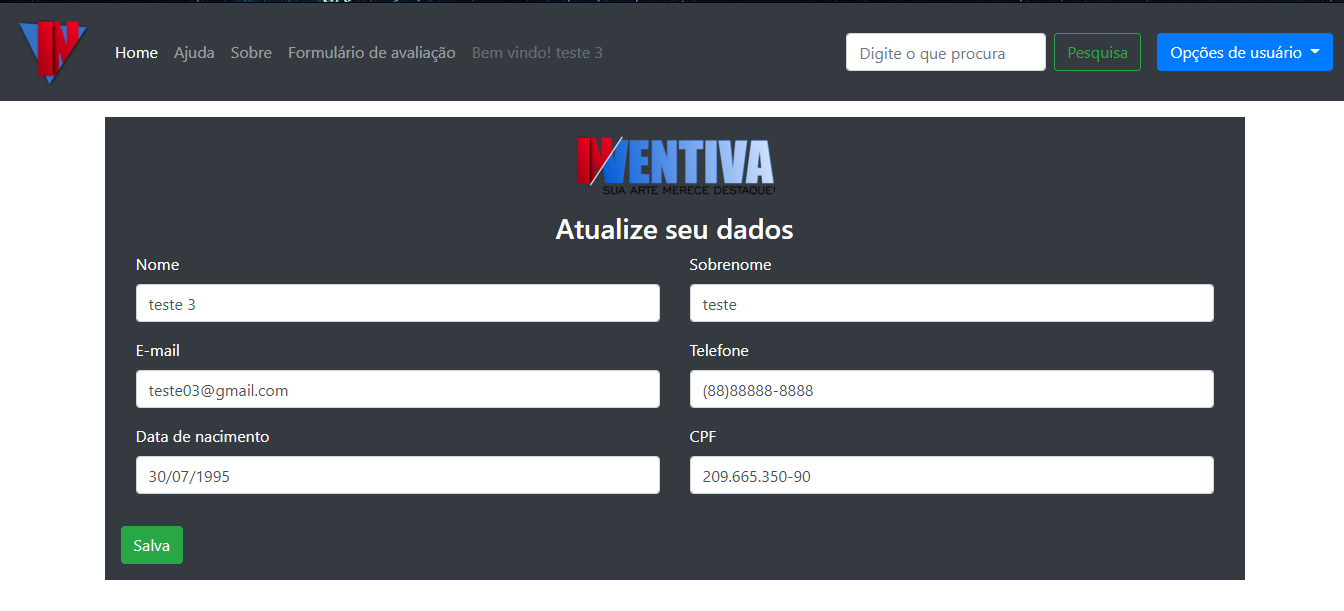 IN
Home Ajuda Sobre Formulário de avaliação Bem vindo! teste 3 Digite o que procura Pesquisa Opções de usuário
INVENTIVA
SUA ARTE MERECE DESTAQUE!
Atualize seu dados
Nome Sobrenome
teste 3 teste
E-mail Telefone
teste03@gmail.com (88)88888-8888
Data de nacimento CPF
30/07/1995 209.665.350-90
Salva